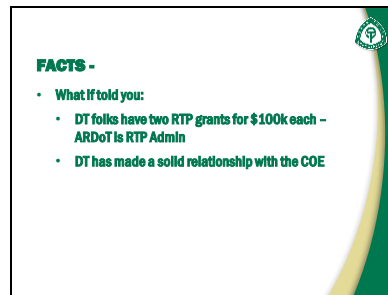 FACTS -
• What if told you:
• DT folks have two RTP grants for $100k each –
ARDoT is RTP Admin
• DT has made a solid relationship with the COE